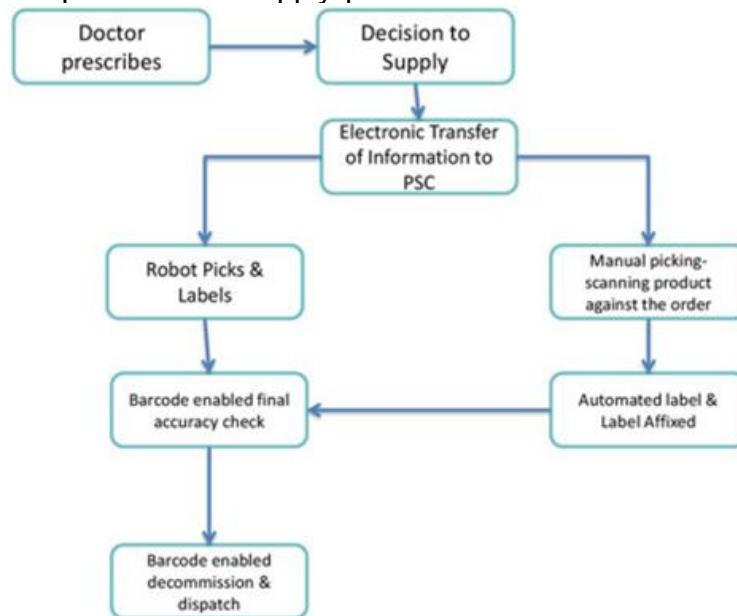 Doctor
prescribes
Decision to
Supply
Electronic Transfer
of Information to
PSC
Robot Picks &
Labels
Manual picking-
scanning product
against the order
Barcode enabled final
accuracy check
Automated label &
Label Affixed
Barcode enabled
decommission &
dispatch